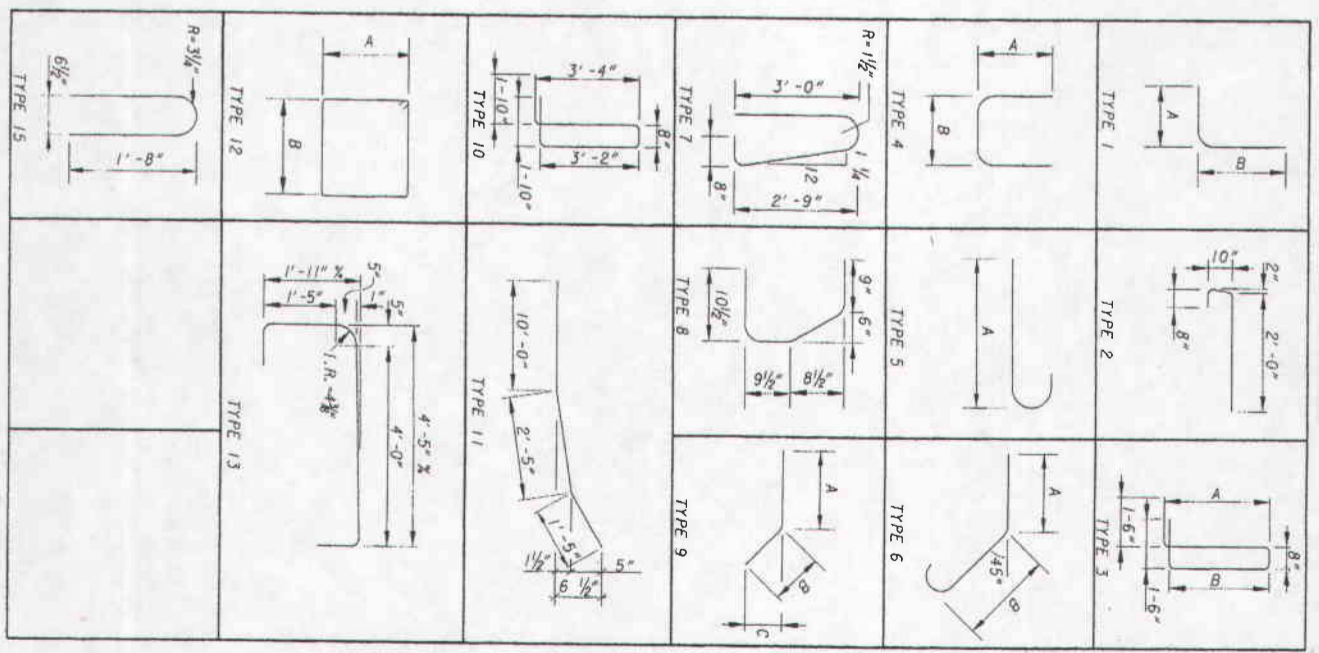 A
B
TYPE 1
2"
10"
8"
2'-0"
TYPE 2
A
1-6"
8"
B
1-6"
TYPE 3
A
B
TYPE 4
A
TYPE 5
A
45°
B
TYPE 6
R=1½"
3'-0"
1¼
12
8"
2'-9"
TYPE 7
9"
6"
10½"
9½"
8½"
TYPE 8
A
B
C
TYPE 9
3'-4"
1-10"
8"
3'-2"
1-10"
TYPE 10
10'-0"
2'-5"
1'-5"
1½"
6 ½"
5"
TYPE 11
A
B
TYPE 12
1'-11"
1'-5"
5"
1"
5"
I.R.
4'-0"
4'-5"
TYPE 13
R=3¼"
6½"
1'-8"
TYPE 15